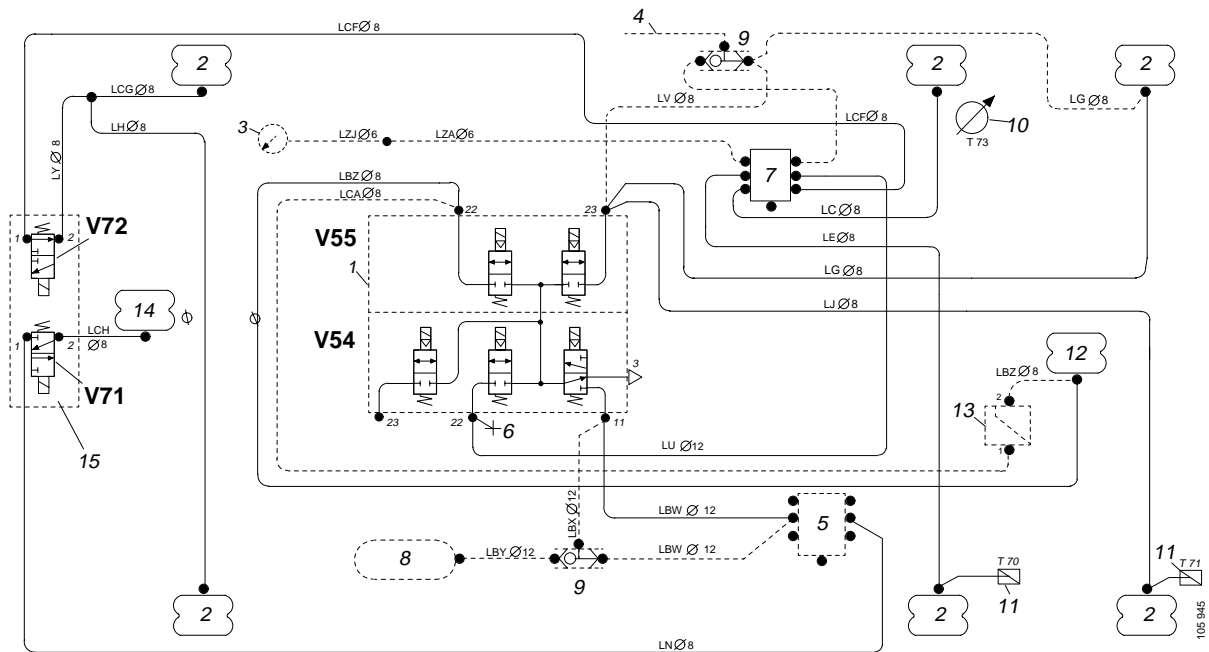 LCF Ø 8
4
9
2
2
2
LCG Ø 8
LV Ø 8
LG Ø 8
3
LH Ø 8
LZJ Ø 6
LZA Ø 6
LCF Ø 8
10
T 73
LY Ø 8
7
LBZ Ø 8
LCA Ø 8
22
23
LC Ø 8
1
2
V72
V55
LE Ø 8
1
LG Ø 8
14
Ø
Ø
LJ Ø 8
V54
LCH
Ø 8
1
2
12
3
LBZ Ø 8
V71
2
13
23
22
6
11
LU Ø 12
1
15
LBX Ø 12
LBW Ø 12
5
8
LBY Ø 12
LBW Ø 12
9
T 70
11
11
T 71
2
2
2
LN Ø 8
105 945